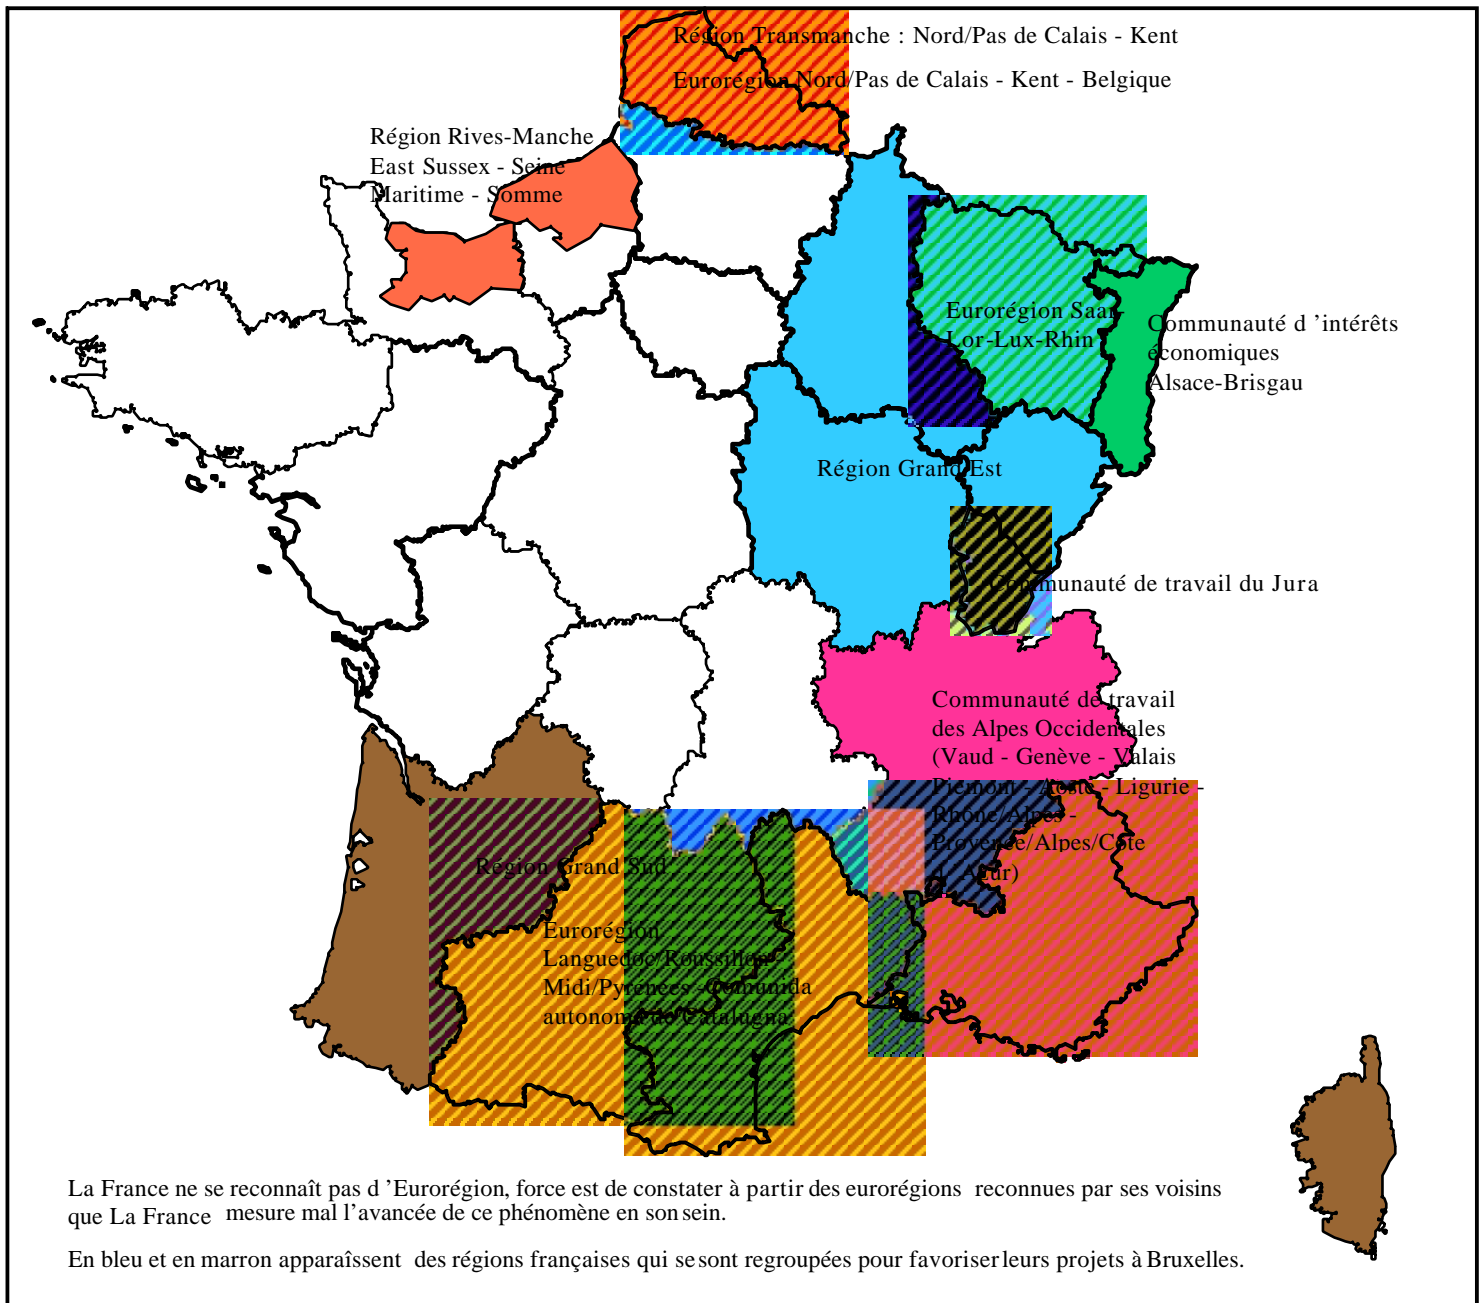 Région Transmanche : Nord/Pas de Calais - Kent
Eurorégion Nord/Pas de Calais - Kent - Belgique
Région Rives-Manche
East Sussex - Seine
Maritime - Somme
Eurorégion Saar-
Lor-Lux-Rhin
Communauté d ’intérêts
économiques
Alsace-Brisgau
Région Grand Est
Communauté de travail du Jura
Communauté de travail
des Alpes Occidentales
(Vaud - Genève - Valais
Piémont - Aoste - Ligurie -
Rhône/Alpes -
Provence/Alpes/Côte
d ’Azur)
Région Grand Sud
Eurorégion
Languedoc/Roussillon -
Midi/Pyrénées -Comunida
autonoma de Catalugna
La France ne se reconnaît pas d ’Eurorégion, force est de constater à partir des eurorégions reconnues par ses voisins
que La France mesure mal l’avancée de ce phénomène en son sein.
En bleu et en marron apparaîssent des régions françaises qui se sont regroupées pour favoriser leurs projets à Bruxelles.